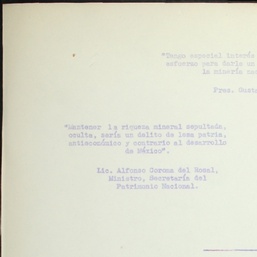 "Tengo especial interés
esfuerzo para darle un
la minería
Pres.
"Mantener la riqueza mineral sepultada,
oculta, sería un delito de lesa patria,
antieconómico y contrario al desarrollo
de México".
Lic. Alfonso Corona del Rosal,
Ministro, Secretaría del
Patrimonio Nacional.